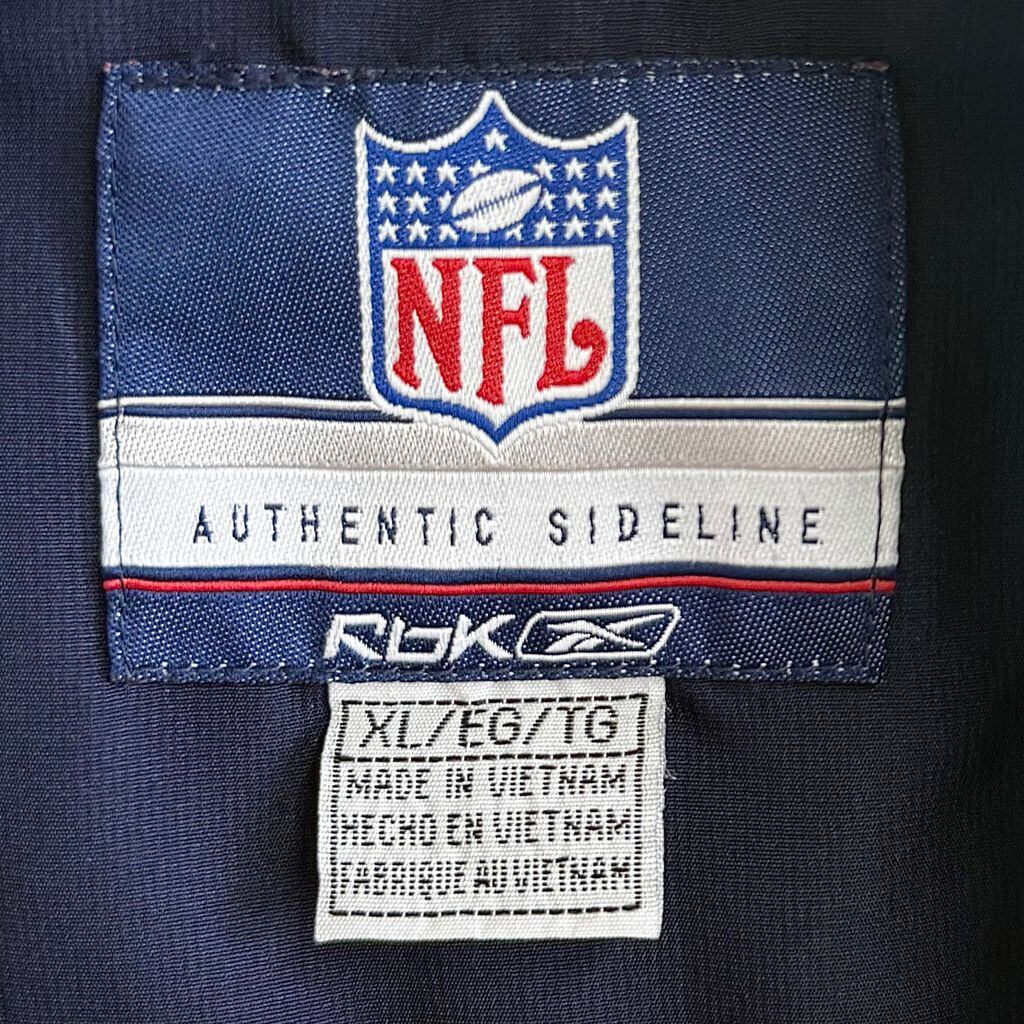 NFL
AUTHENTIC SIDELINE
RBK
XL/EG/TG
MADE IN VIETNAM
HECHO EN VIETNAM
FABRIQUE AU VIETNAM